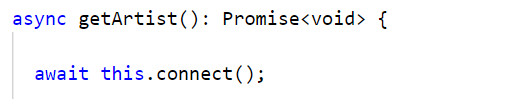 async getArtist(): Promise<void> {
await this.connect();